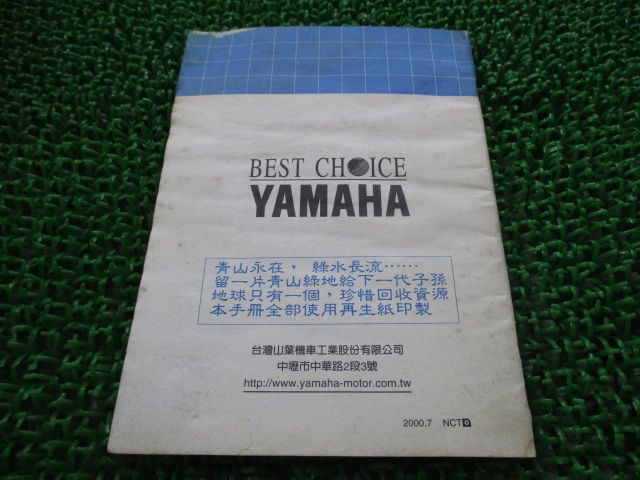 BEST CHOICE
YAMAHA
青山永在，綠水長流⋯⋯
留一片青山綠地給下一代子孫
地球只有一個，珍惜回收資源
本手冊全部使用再生紙印製
台灣山葉機車工業股份有限公司
中壢市中華路2段3號
http://www.yamaha-motor.com.tw
2000.7 NCT